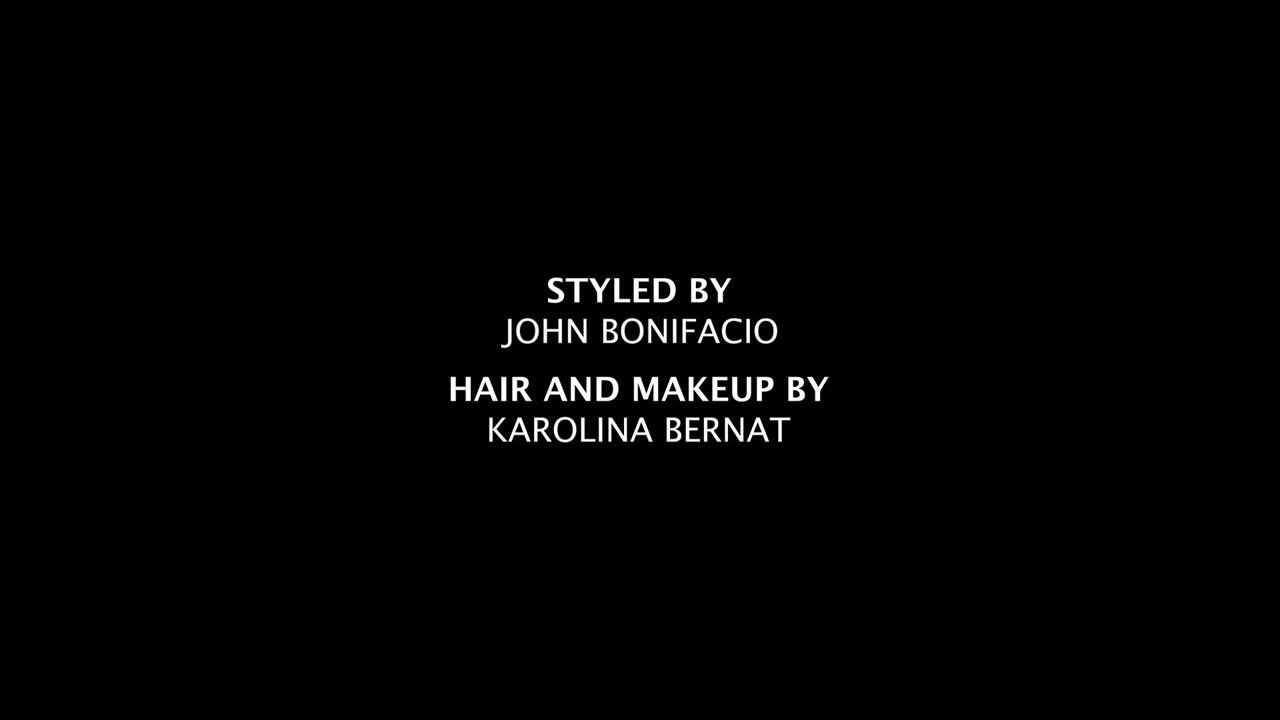 STYLED BY
JOHN BONIFACIO
HAIR AND MAKEUP BY
KAROLINA BERNAT